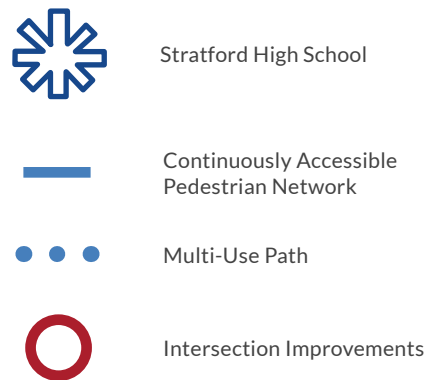 Stratford High School
Continuously Accessible
Pedestrian Network
Multi-Use Path
Intersection Improvements